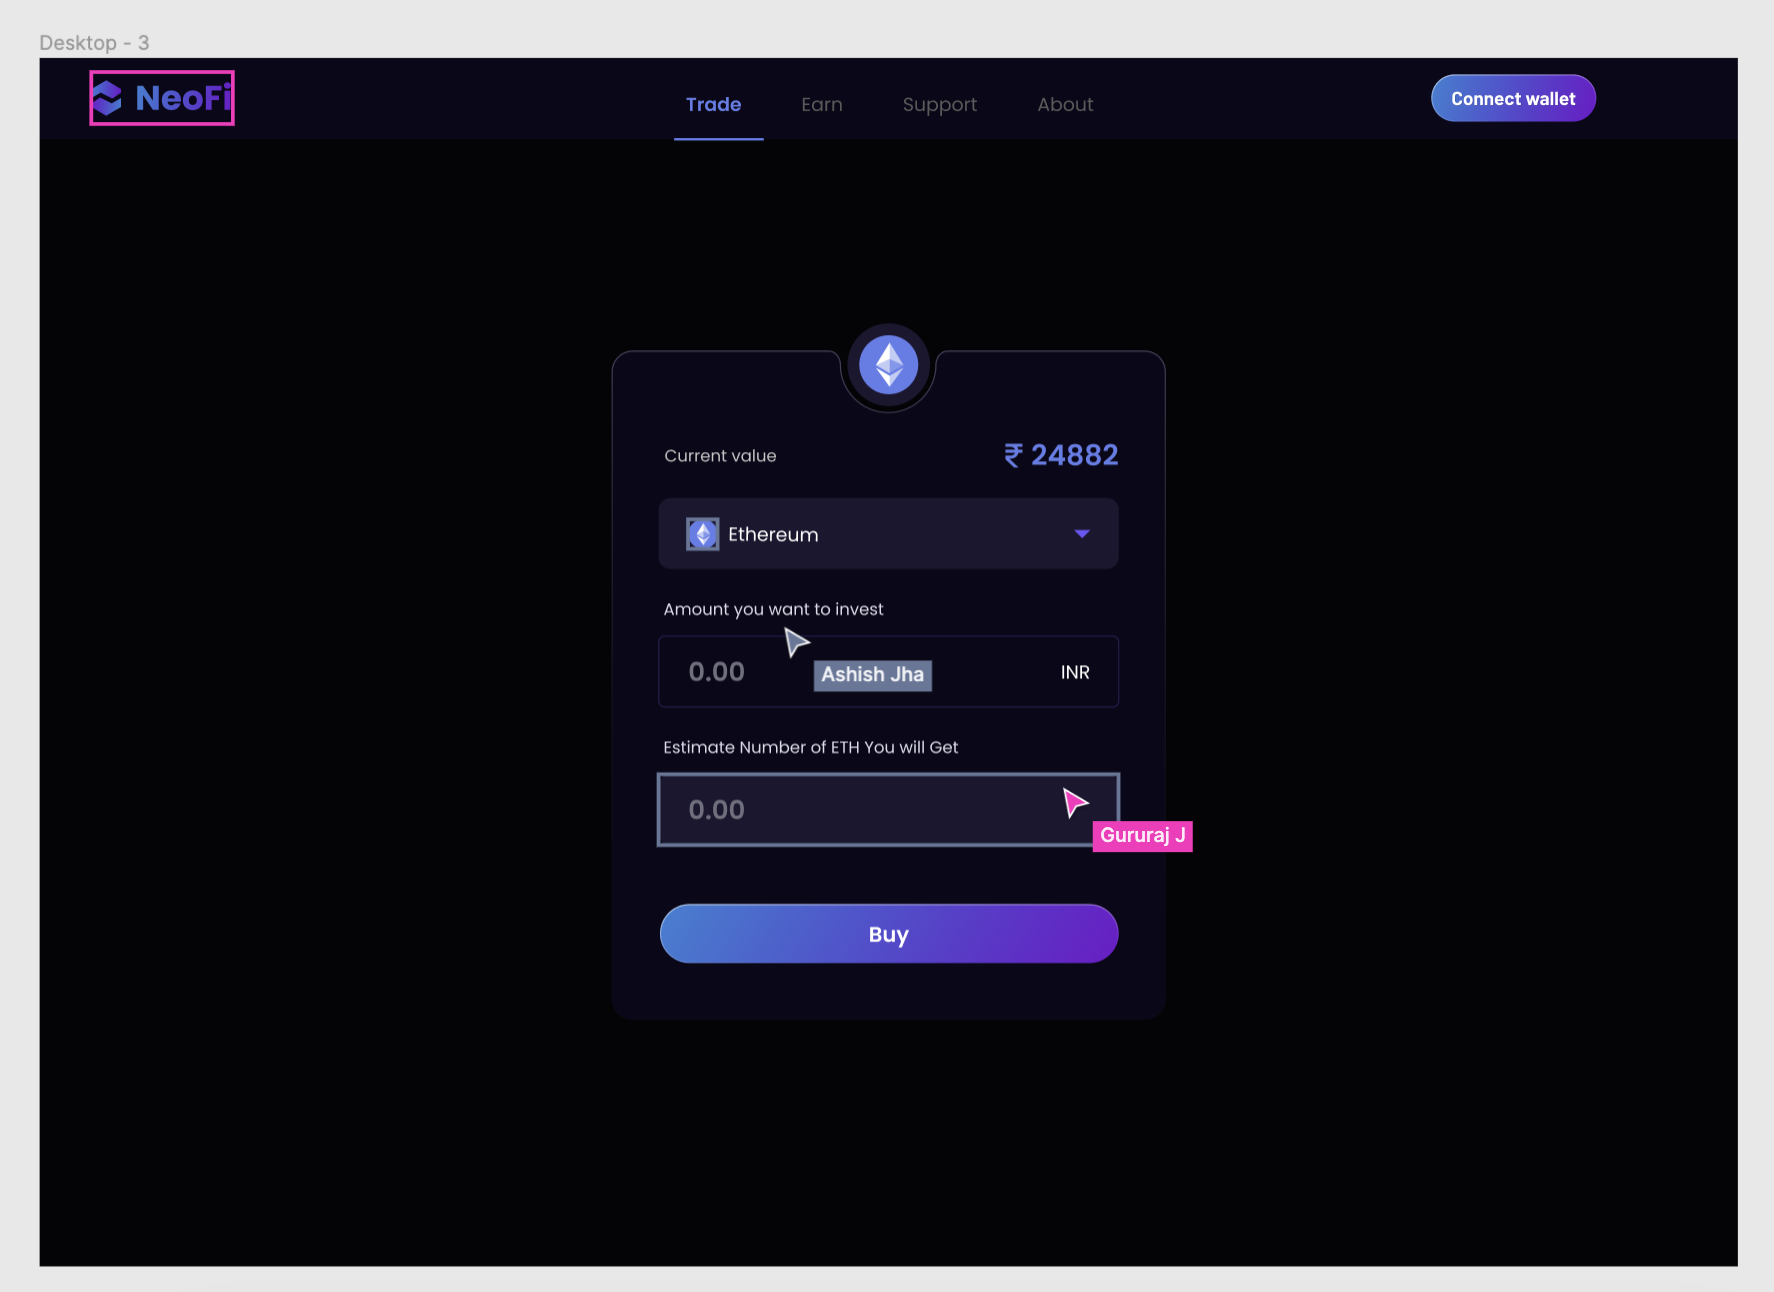 Desktop - 3
NeoFi
Trade Earn Support About
Connect wallet
Current value
₹ 24882
Ethereum
Amount you want to invest
0.00
Ashish Jha
INR
Estimate Number of ETH You will Get
0.00
Gururaj J
Buy